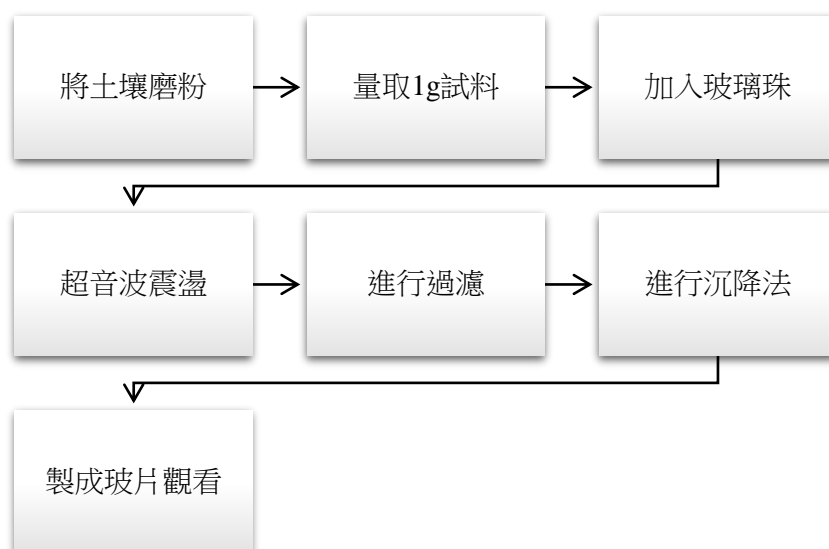 將土壤磨粉
量取1g試料
加入玻璃珠
超音波震盪
進行過濾
進行沉降法
製成玻片觀看